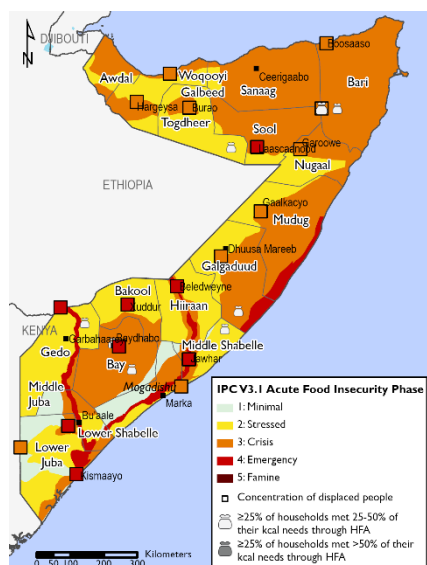 N
DJIBOUTI
Boosaaso
Awdal
Woqooyi
Galbeed
Ceerigaabo
Sanaag
Bari
Hargeysa
Burao
Togdheer
Sool
Laascaanood
Garoowe
Nugaal
ETHIOPIA
Gaalkacyo
Mudug
Dhuusa Mareeb
Galgaduud
Bakool
Beledweyne
Xuddur
Hiiraan
KENYA
Garbahaarey
Baydhabo
Middle Shabelle
Gedo
Bay
Jawhar
Middle
Juba
Mogadishu
Marka
Bu'aale
Lower Shabelle
Lower
Juba
Kismaayo
IPC V3.1 Acute Food Insecurity Phase
1: Minimal
2: Stressed
3: Crisis
4: Emergency
5: Famine
Concentration of displaced people
≥25% of households met 25-50% of
their kcal needs through HFA
≥25% of households met >50% of their
kcal needs through HFA
0 50 100 200 300
Kilometers